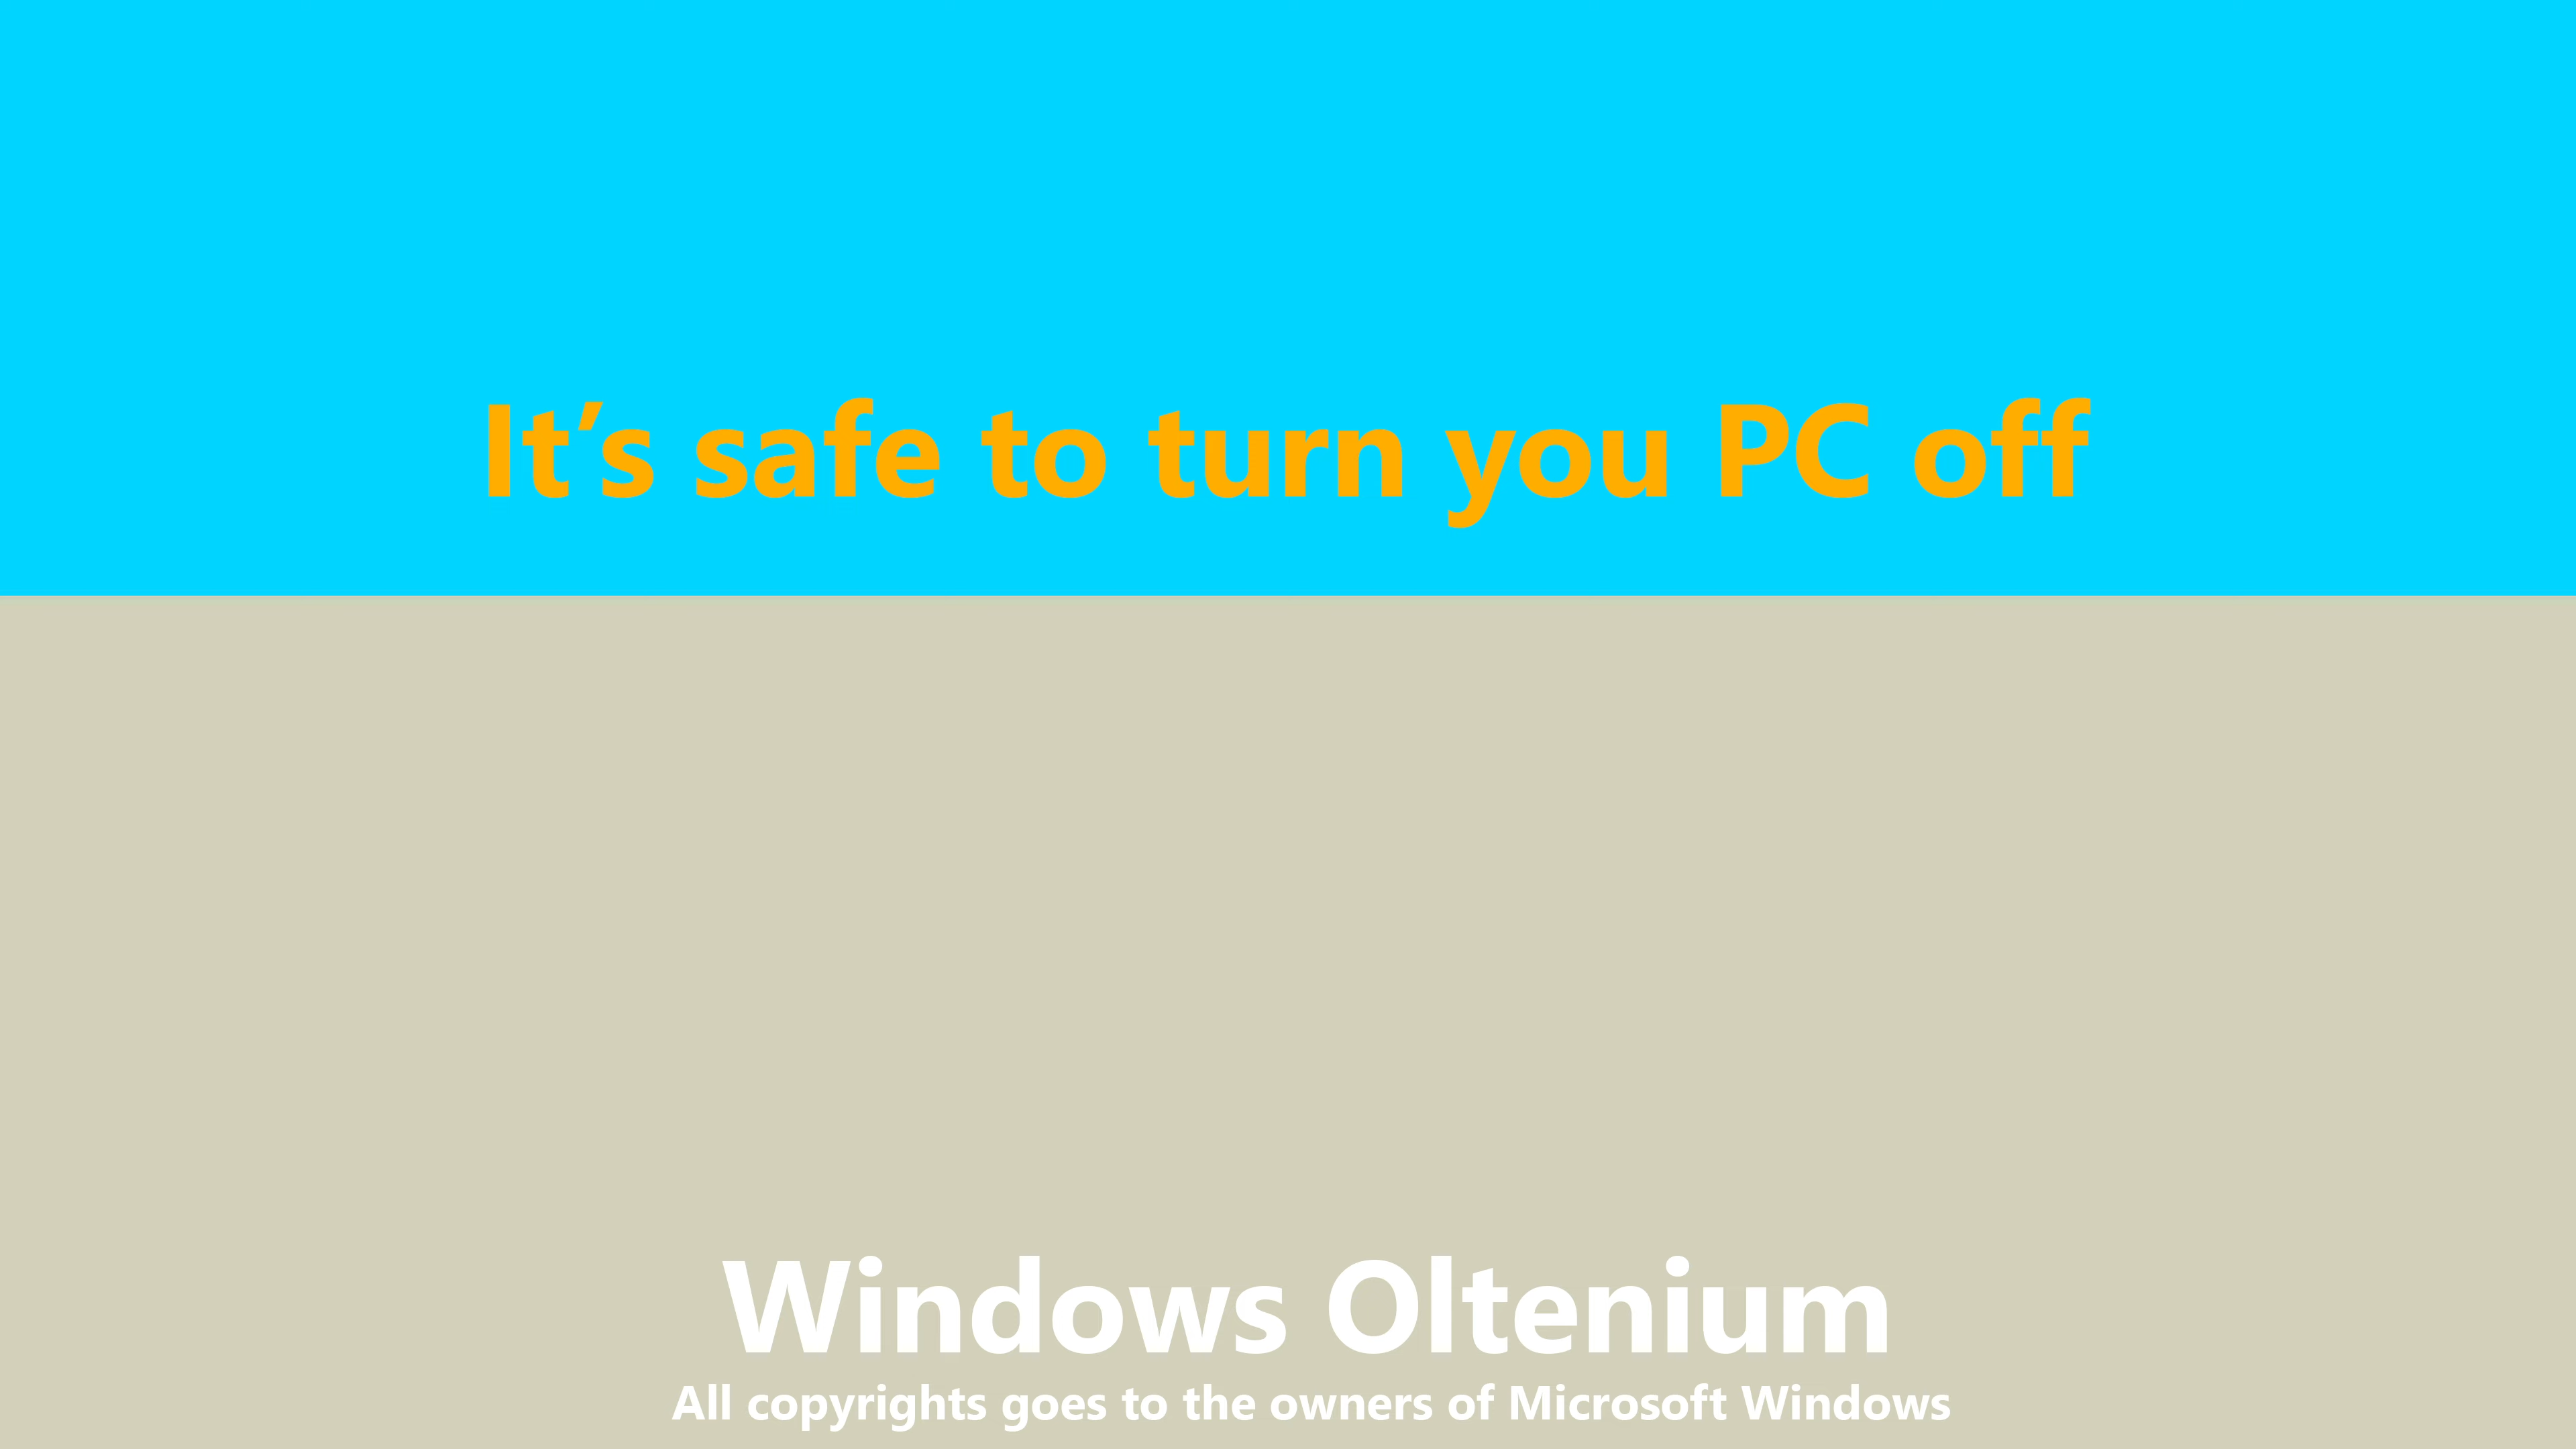 It’s safe to turn you PC off
Windows Oltenium
All copyrights goes to the owners of Microsoft Windows